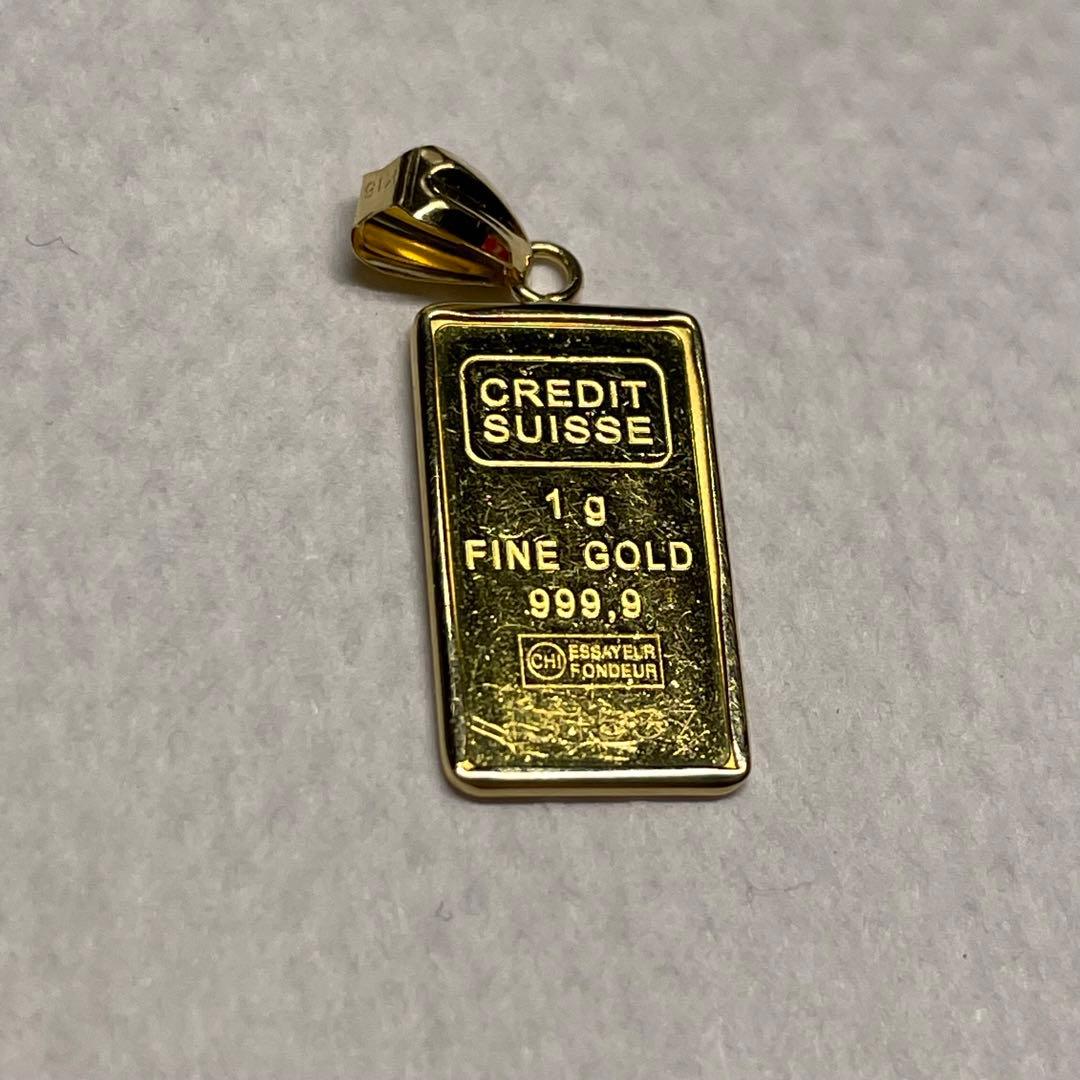 CREDIT
SUISSE
1 g
FINE GOLD
999,9
CHI
ESSAYEUR
FONDEUR